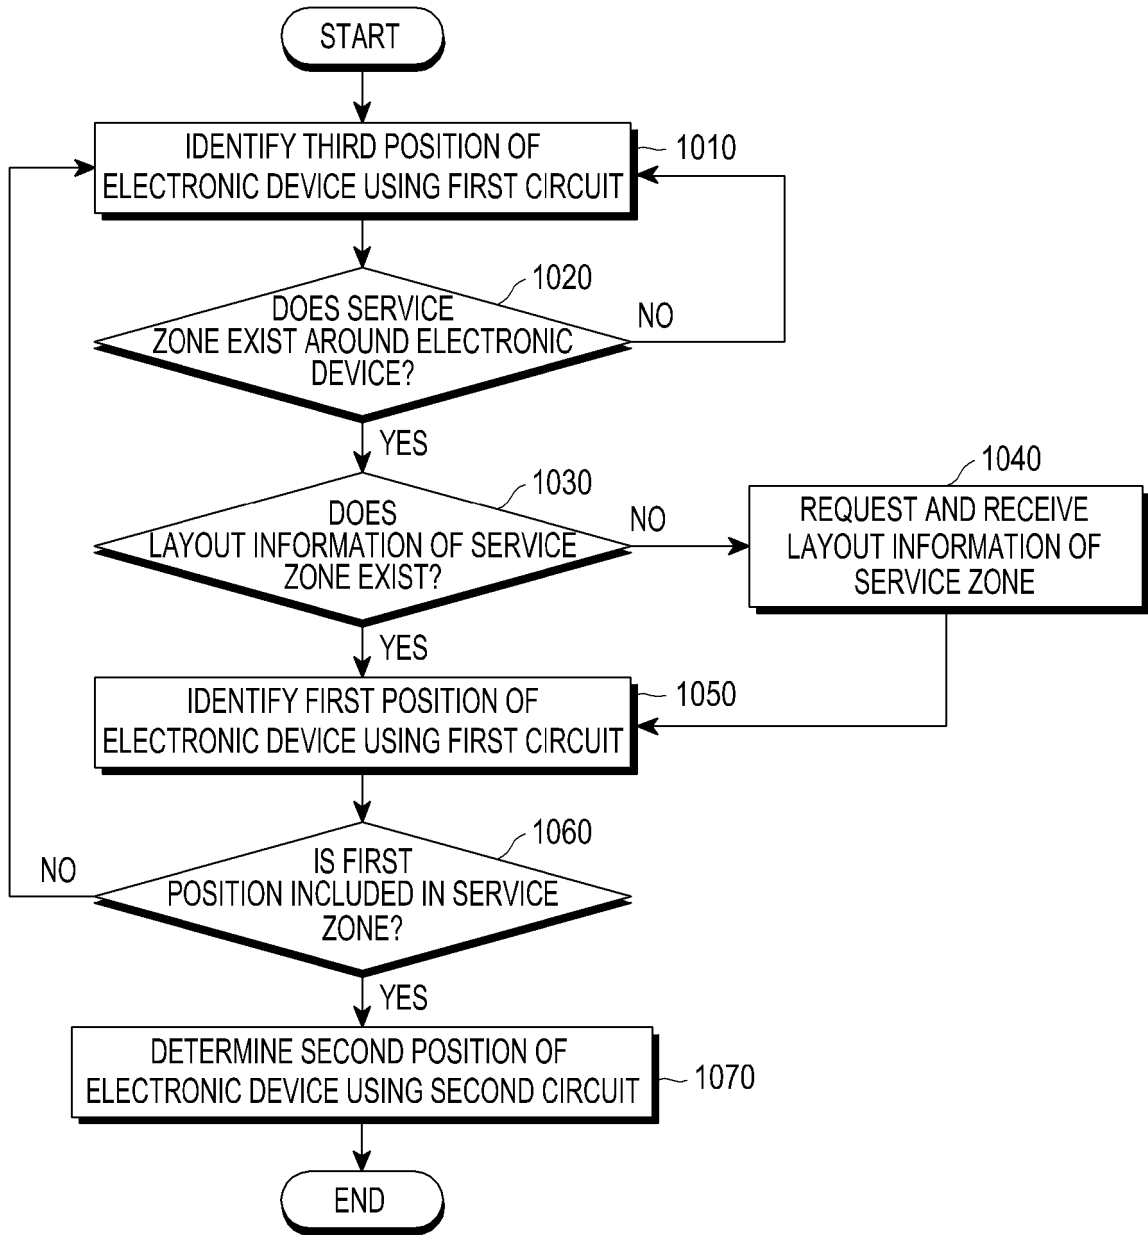 START
IDENTIFY THIRD POSITION OF
ELECTRONIC DEVICE USING FIRST CIRCUIT
1010
DOES SERVICE
ZONE EXIST AROUND ELECTRONIC
DEVICE?
1020
NO
YES
DOES
LAYOUT INFORMATION OF SERVICE
ZONE EXIST?
1030
NO
REQUEST AND RECEIVE
LAYOUT INFORMATION OF
SERVICE ZONE
1040
YES
IDENTIFY FIRST POSITION OF
ELECTRONIC DEVICE USING FIRST CIRCUIT
1050
IS FIRST
POSITION INCLUDED IN SERVICE
ZONE?
1060
NO
YES
DETERMINE SECOND POSITION OF
ELECTRONIC DEVICE USING SECOND CIRCUIT
1070
END